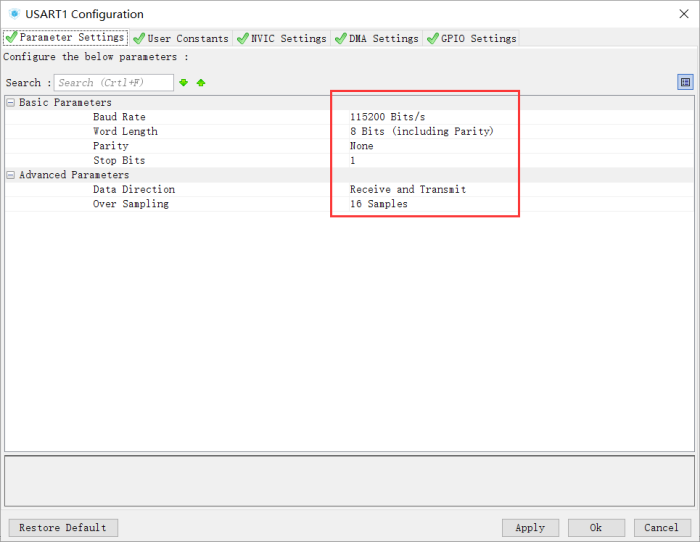 USART1 Configuration
Parameter Settings User Constants NVIC Settings DMA Settings GPIO Settings
Configure the below parameters :
Search : Search (Crtl+F)
Basic Parameters
Baud Rate 115200 Bits/s
Word Length 8 Bits (including Parity)
Parity None
Stop Bits 1
Advanced Parameters
Data Direction Receive and Transmit
Over Sampling 16 Samples
Restore Default Apply Ok Cancel